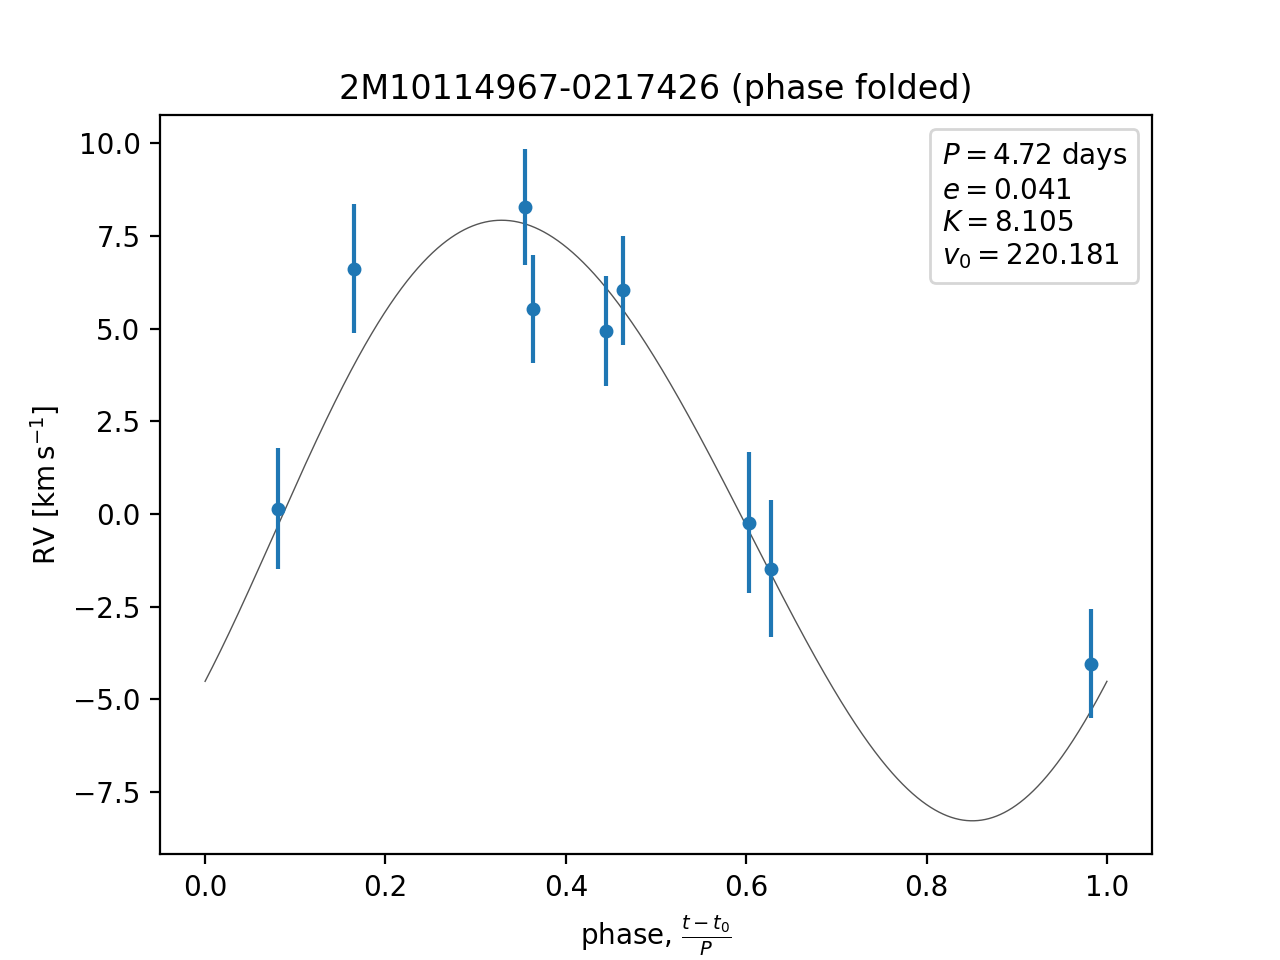 2M10114967-0217426 (phase folded)
P = 4.72 days
e = 0.041
K = 8.105
v₀ = 220.181
RV [km s⁻¹]
10.0
7.5
5.0
2.5
0.0
−2.5
−5.0
−7.5
0.0 0.2 0.4 0.6 0.8 1.0
phase, (t − t₀)/P